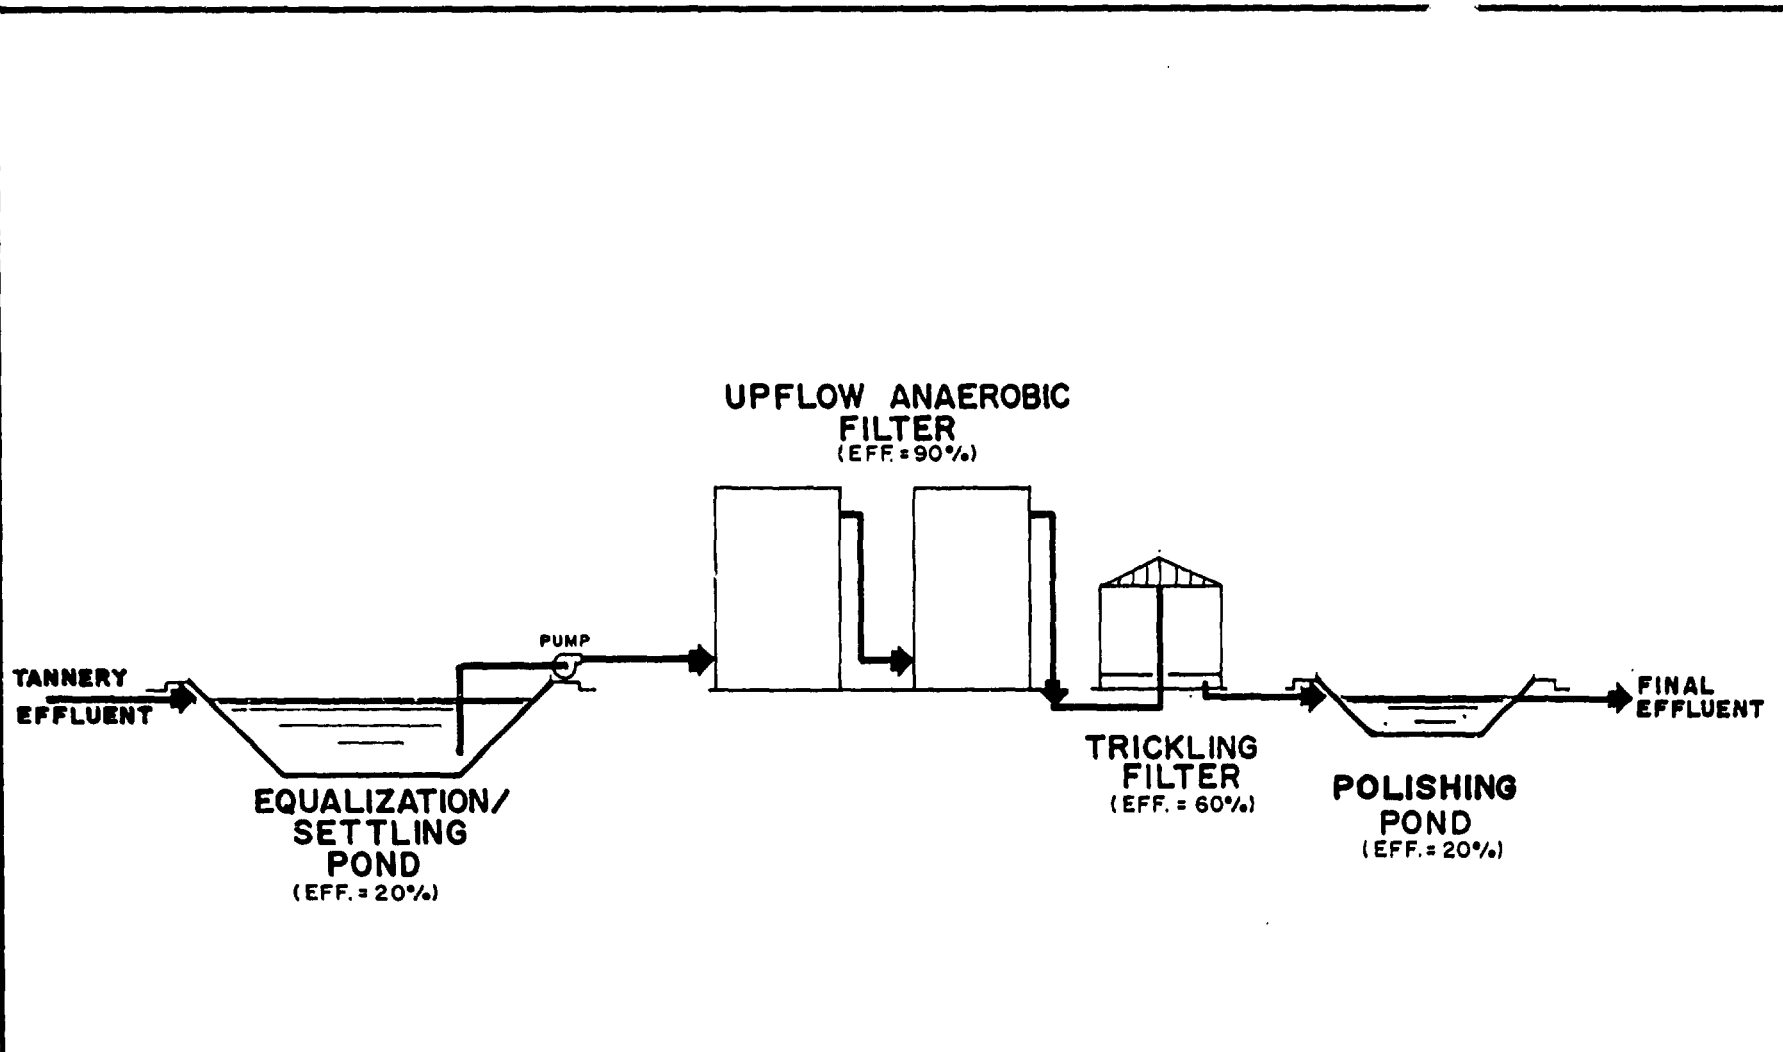 UPFLOW ANAEROBIC
FILTER
(EFF. = 90%)
PUMP
TANNERY
EFFLUENT
EQUALIZATION/
SETTLING
POND
(EFF. = 20%)
TRICKLING
FILTER
(EFF. = 60%)
POLISHING
POND
(EFF. = 20%)
FINAL
EFFLUENT